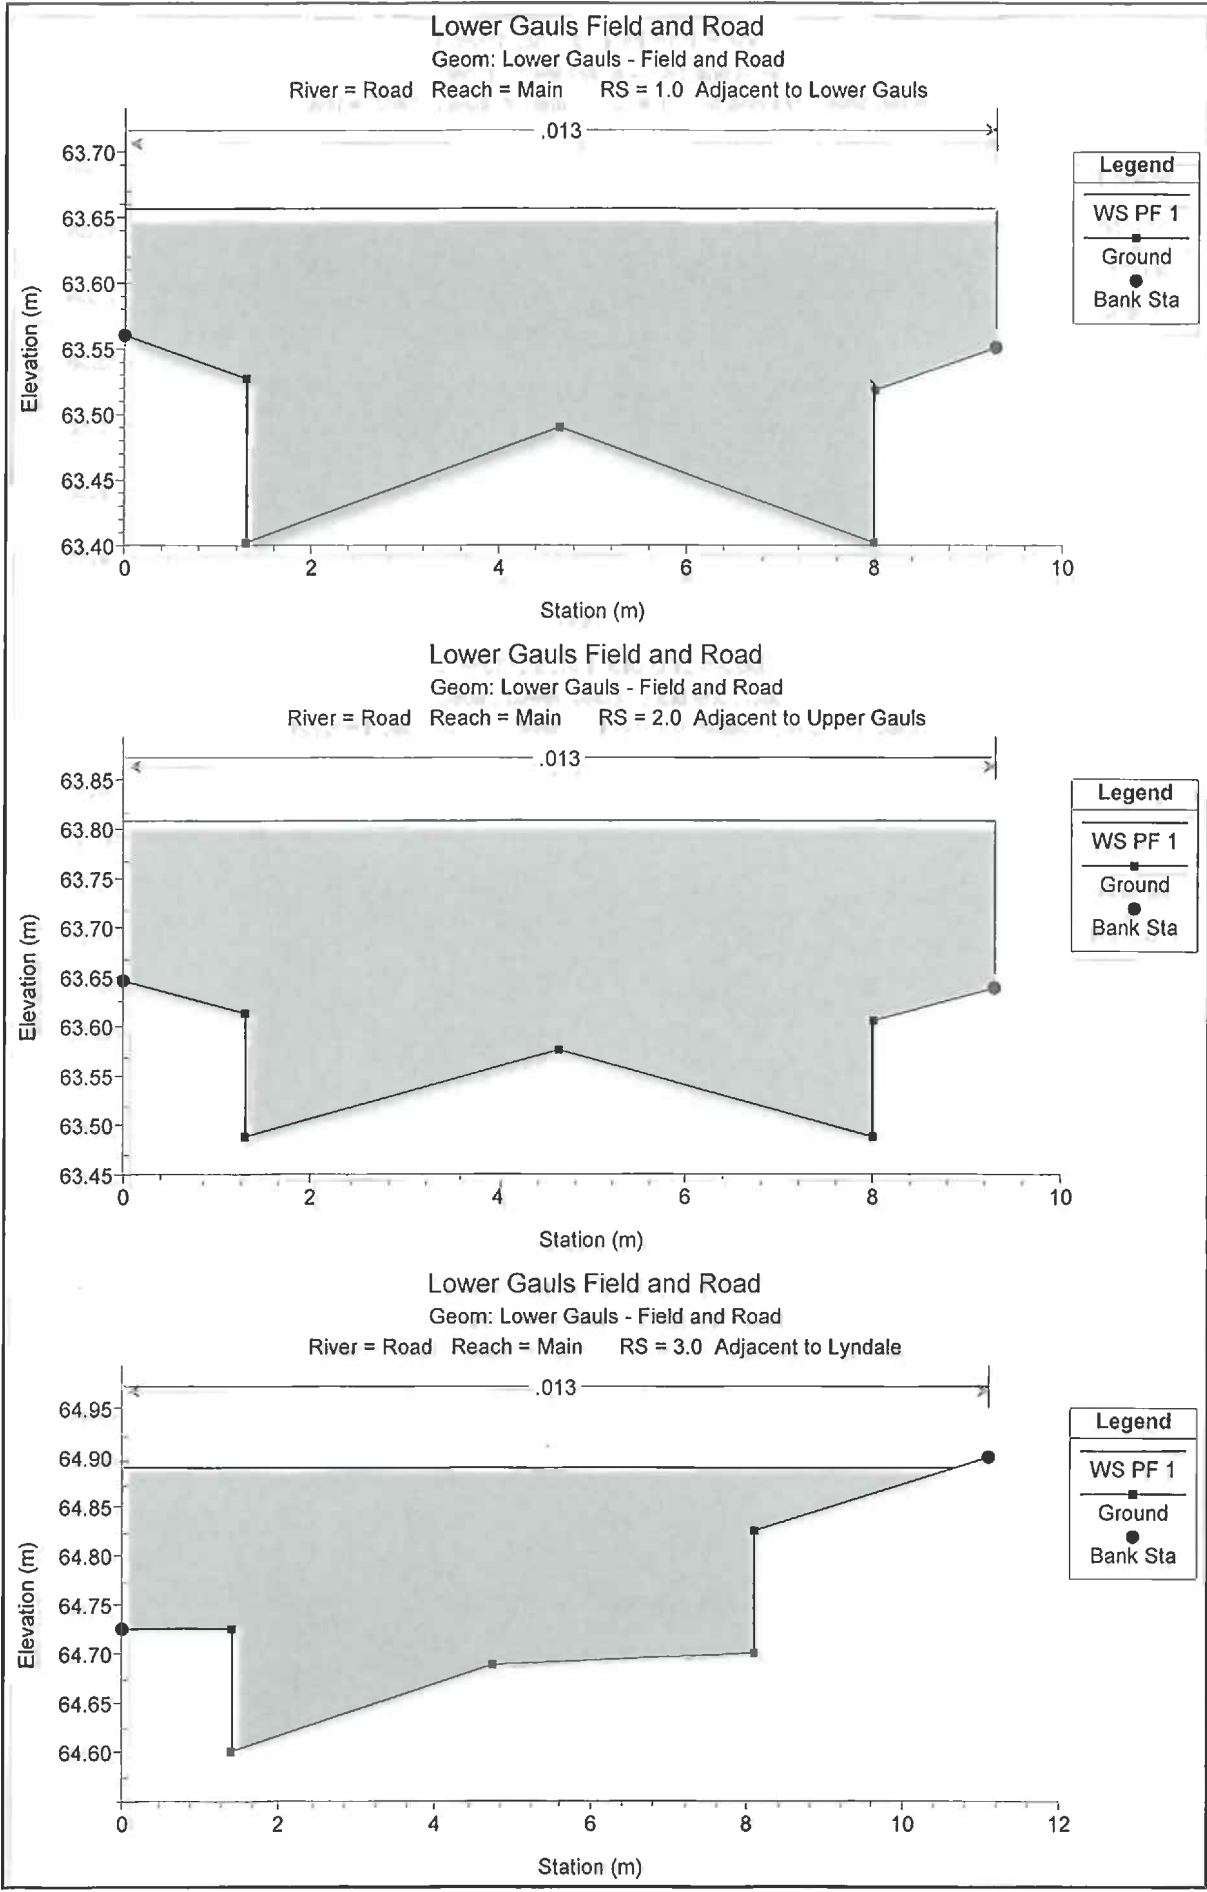 Lower Gauls Field and Road
Geom: Lower Gauls - Field and Road
River = Road Reach = Main RS = 1.0 Adjacent to Lower Gauls
.013
63.70
63.65
63.60
63.55
63.50
63.45
63.40
Elevation (m)
0 2 4 6 8 10
Station (m)
Legend
WS PF 1
Ground
Bank Sta
Lower Gauls Field and Road
Geom: Lower Gauls - Field and Road
River = Road Reach = Main RS = 2.0 Adjacent to Upper Gauls
.013
63.85
63.80
63.75
63.70
63.65
63.60
63.55
63.50
63.45
Elevation (m)
0 2 4 6 8 10
Station (m)
Legend
WS PF 1
Ground
Bank Sta
Lower Gauls Field and Road
Geom: Lower Gauls - Field and Road
River = Road Reach = Main RS = 3.0 Adjacent to Lyndale
.013
64.95
64.90
64.85
64.80
64.75
64.70
64.65
64.60
Elevation (m)
0 2 4 6 8 10 12
Station (m)
Legend
WS PF 1
Ground
Bank Sta